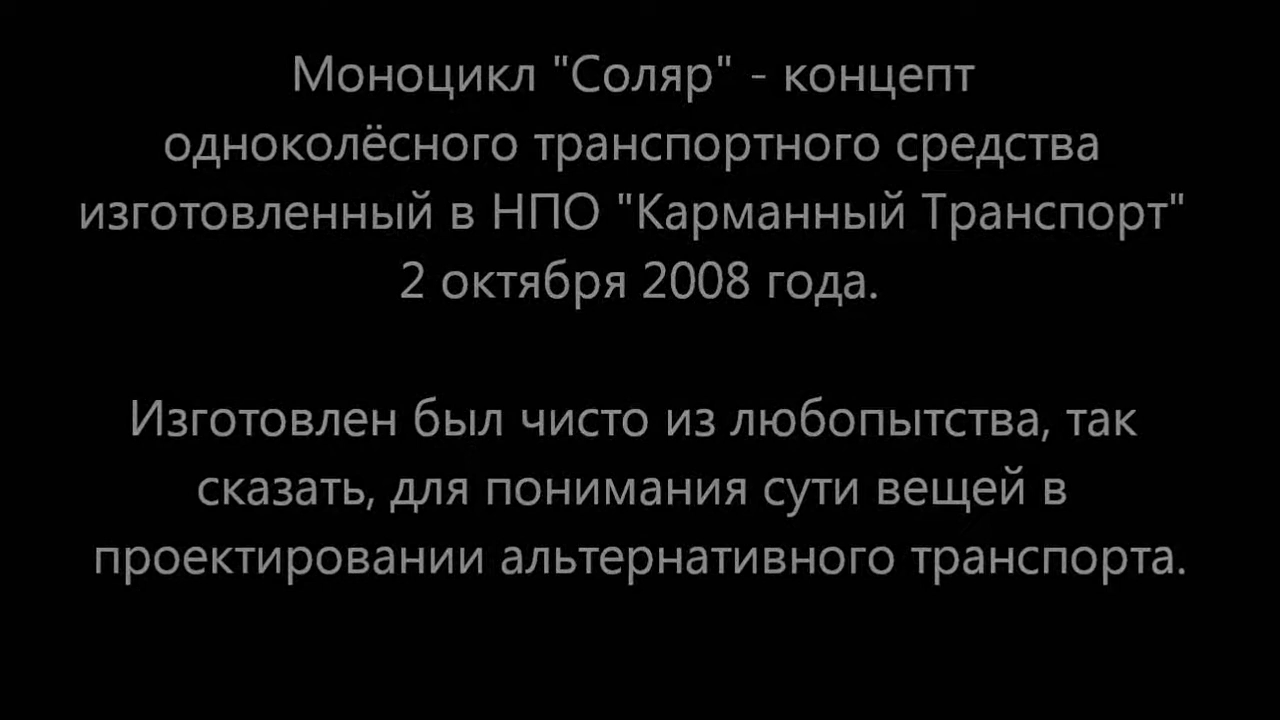 Моноцикл "Соляр" - концепт
одноколёсного транспортного средства
изготовленный в НПО "Карманный Транспорт"
2 октября 2008 года.
Изготовлен был чисто из любопытства, так
сказать, для понимания сути вещей в
проектировании альтернативного транспорта.